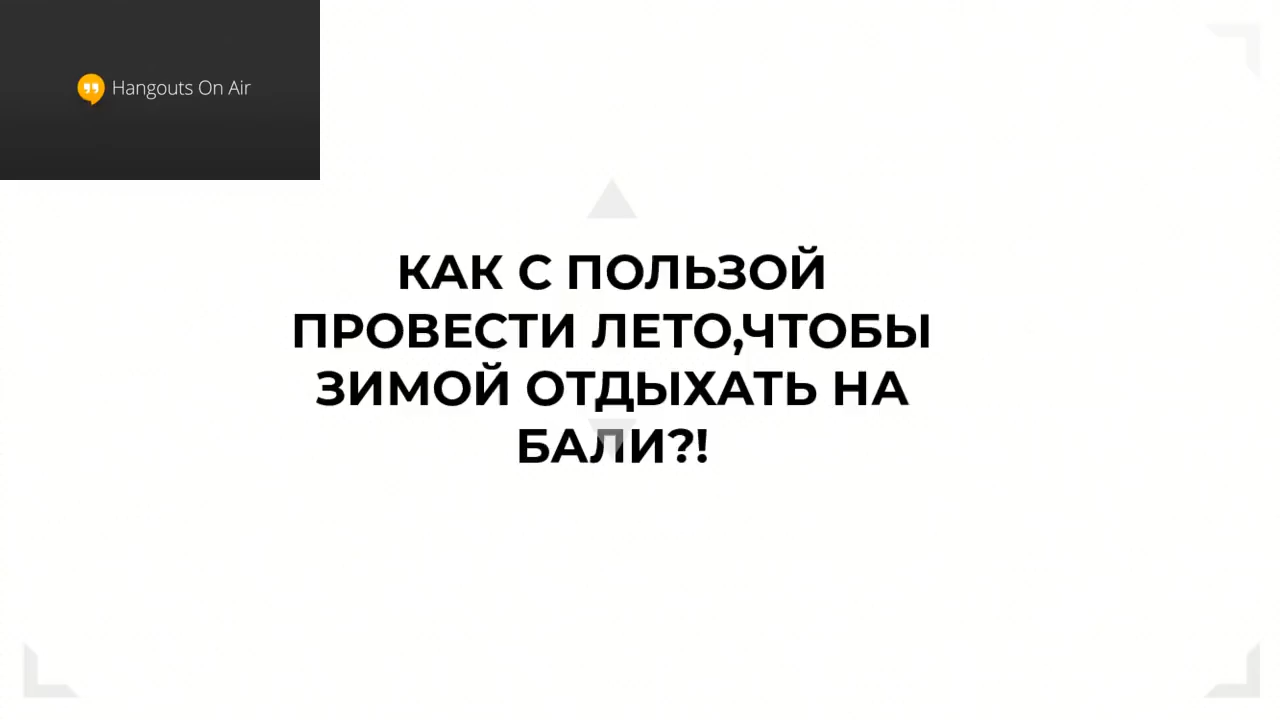 Hangouts On Air
КАК С ПОЛЬЗОЙ
ПРОВЕСТИ ЛЕТО,ЧТОБЫ
ЗИМОЙ ОТДЫХАТЬ НА
БАЛИ?!